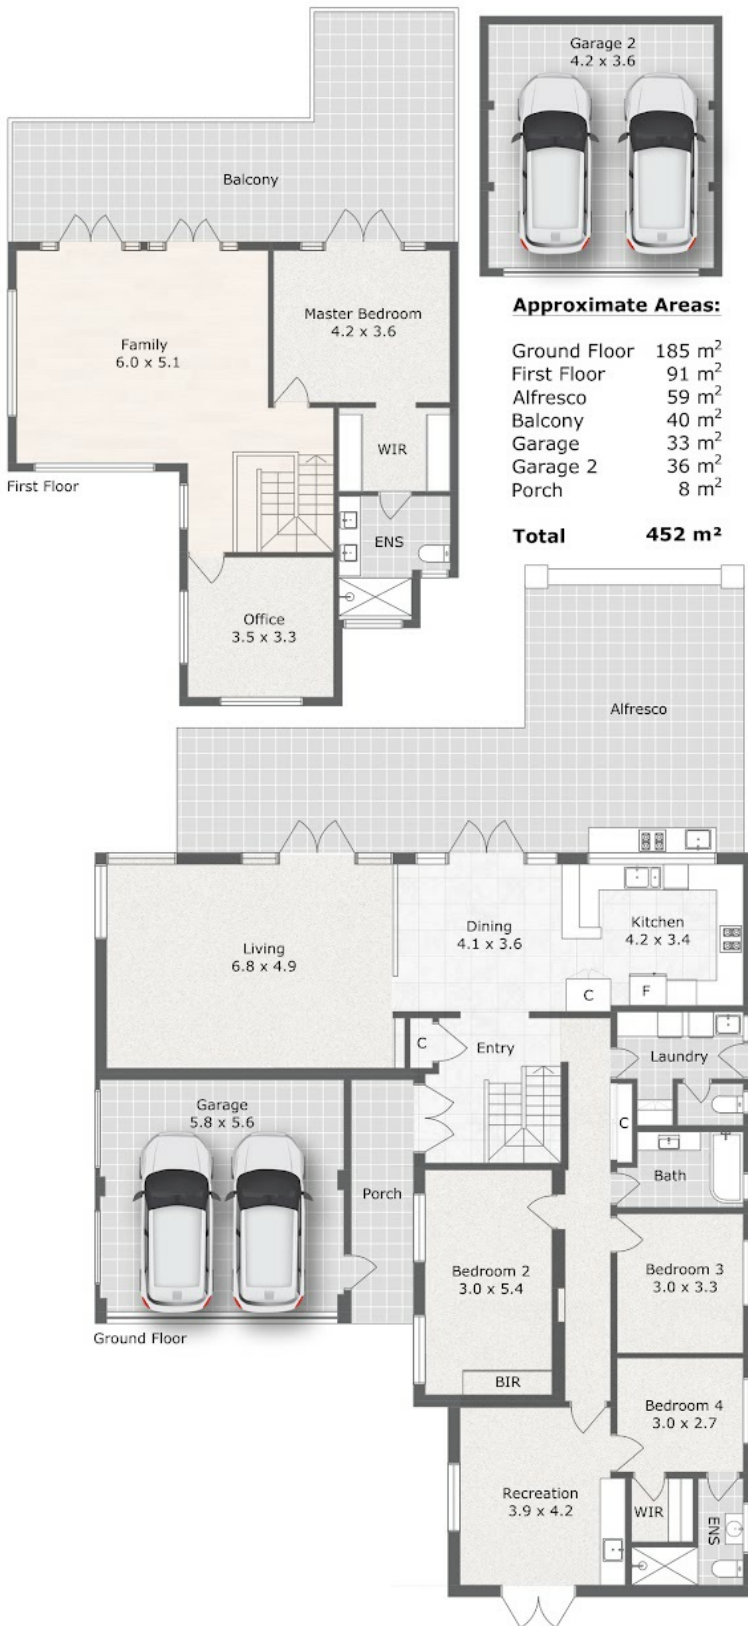 Garage 2
4.2 x 3.6
Balcony
Master Bedroom
4.2 x 3.6
Family
6.0 x 5.1
WIR
First Floor
ENS
Office
3.5 x 3.3
Approximate Areas:
Ground Floor 185 m²
First Floor 91 m²
Alfresco 59 m²
Balcony 40 m²
Garage 33 m²
Garage 2 36 m²
Porch 8 m²
Total 452 m²
Alfresco
Living
6.8 x 4.9
Dining
4.1 x 3.6
Kitchen
4.2 x 3.4
C
F
C
Entry
Laundry
Garage
5.8 x 5.6
C
Porch
Bath
Bedroom 2
3.0 x 5.4
Bedroom 3
3.0 x 3.3
Ground Floor
BIR
Bedroom 4
3.0 x 2.7
Recreation
3.9 x 4.2
WIR
ENS